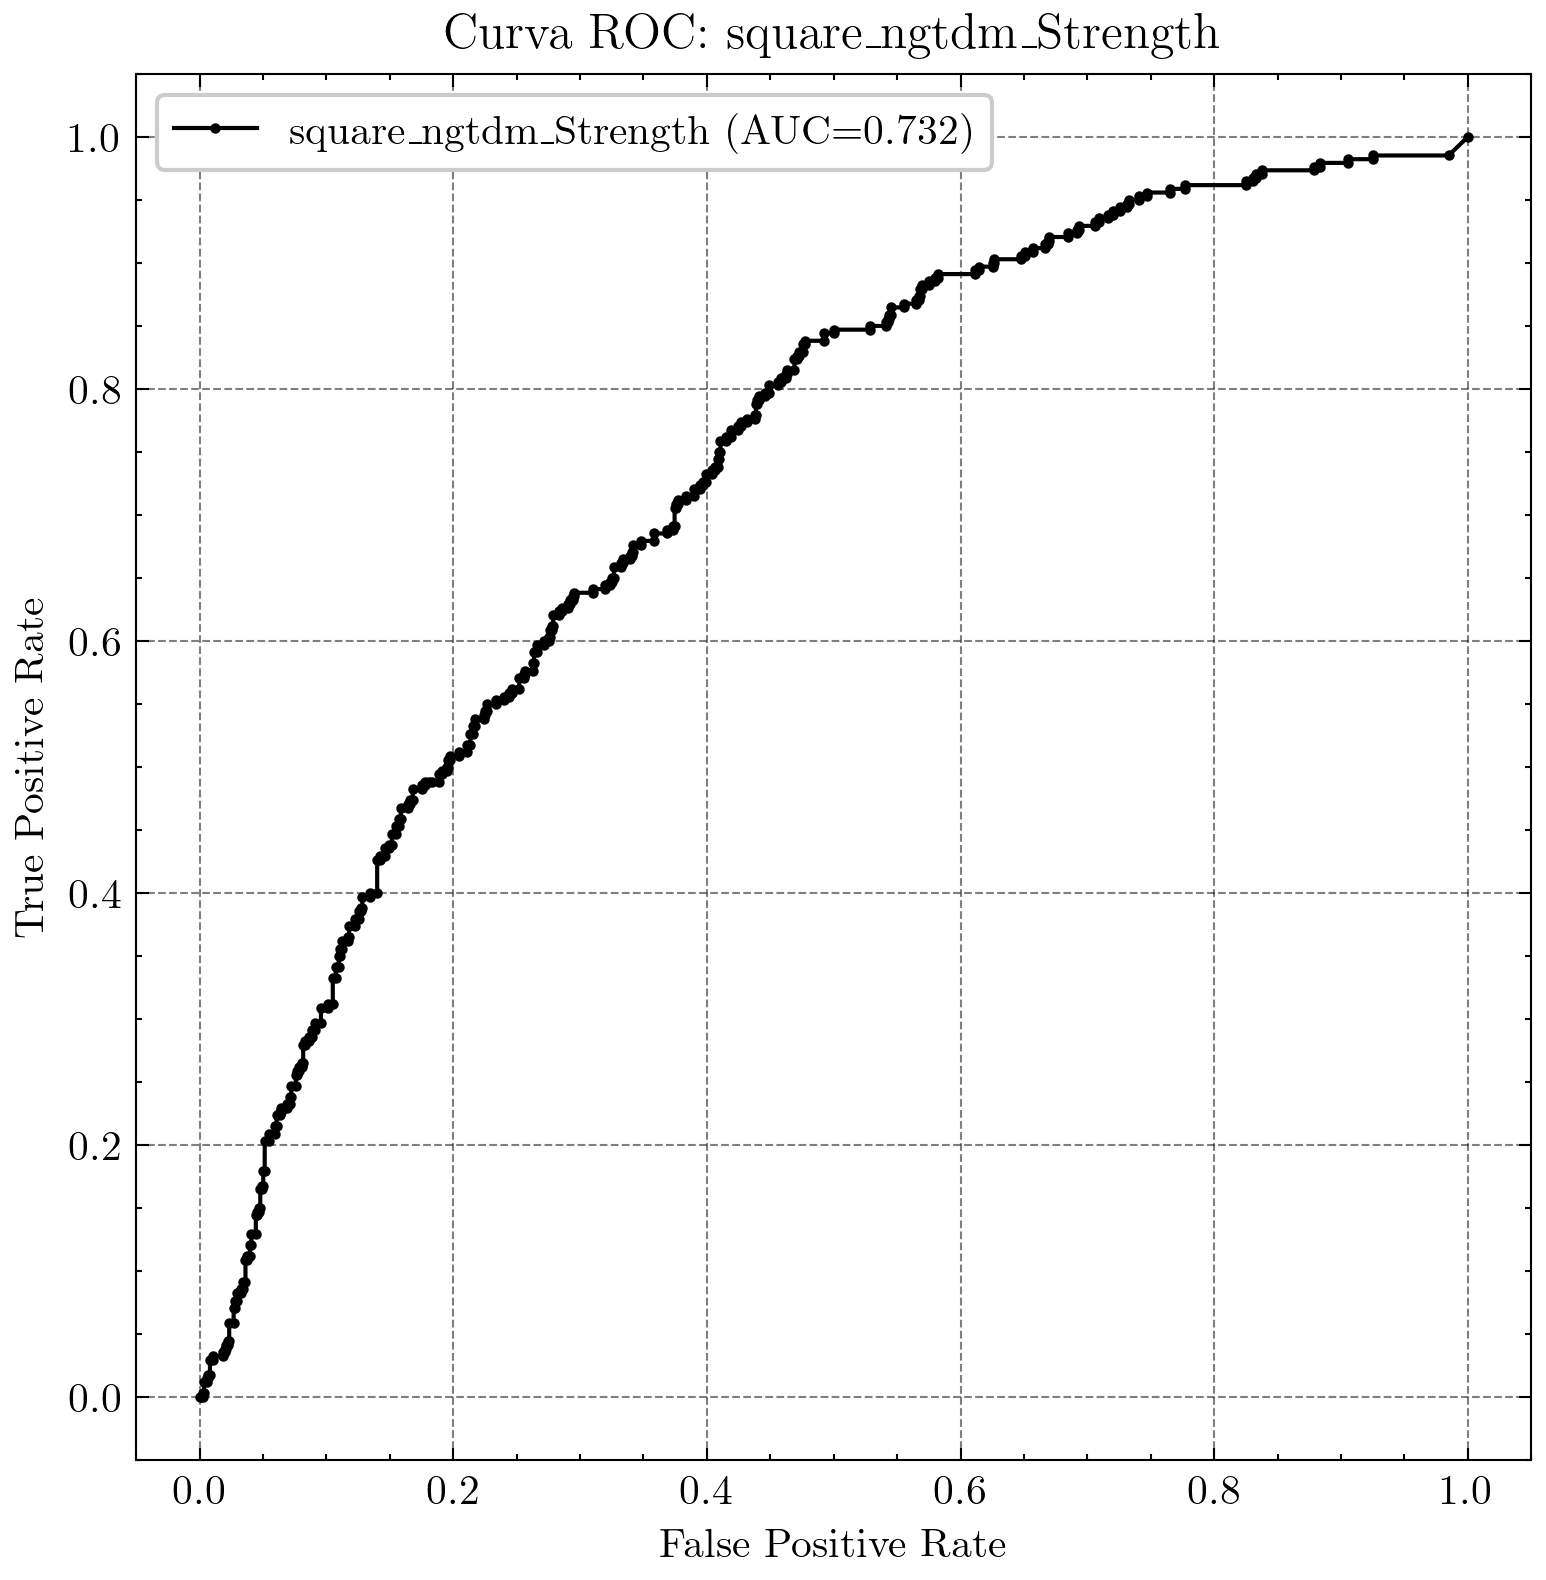 Curva ROC: square_ngtdm_Strength
square_ngtdm_Strength (AUC=0.732)
1.0
0.8
0.6
0.4
0.2
0.0
True Positive Rate
0.0 0.2 0.4 0.6 0.8 1.0
False Positive Rate